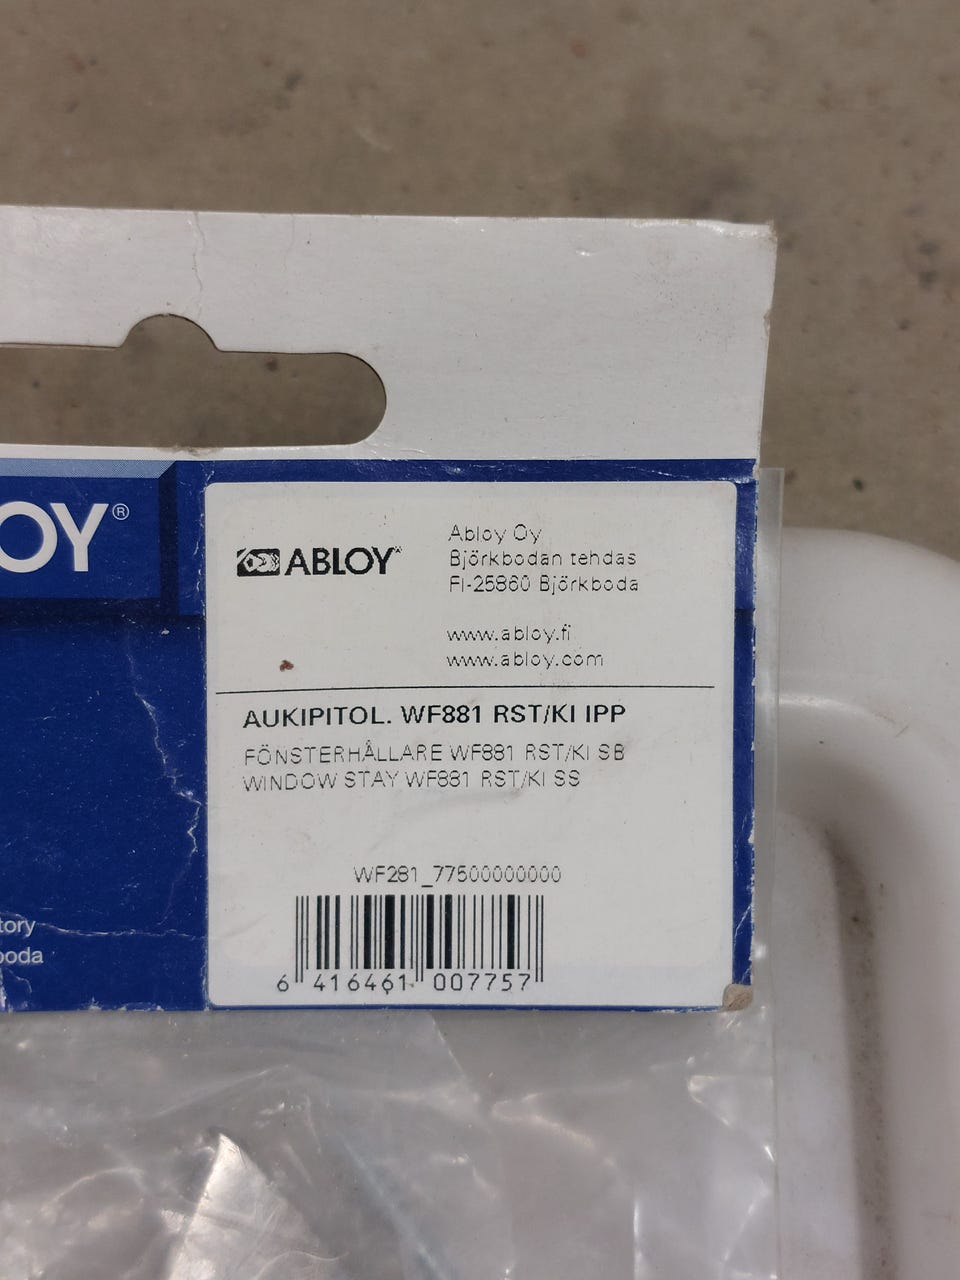 OY®
ABLOY®
Abloy Oy
Björkbodan tehdas
FI-25860 Björkboda
www.abloy.fi
www.abloy.com
AUKIPITOL. WF881 RST/KI IPP
FÖNSTERHÅLLARE WF881 RST/KI SB
WINDOW STAY WF881 RST/KI SS
WF281_77500000000
tory
boda
6 416461 007757